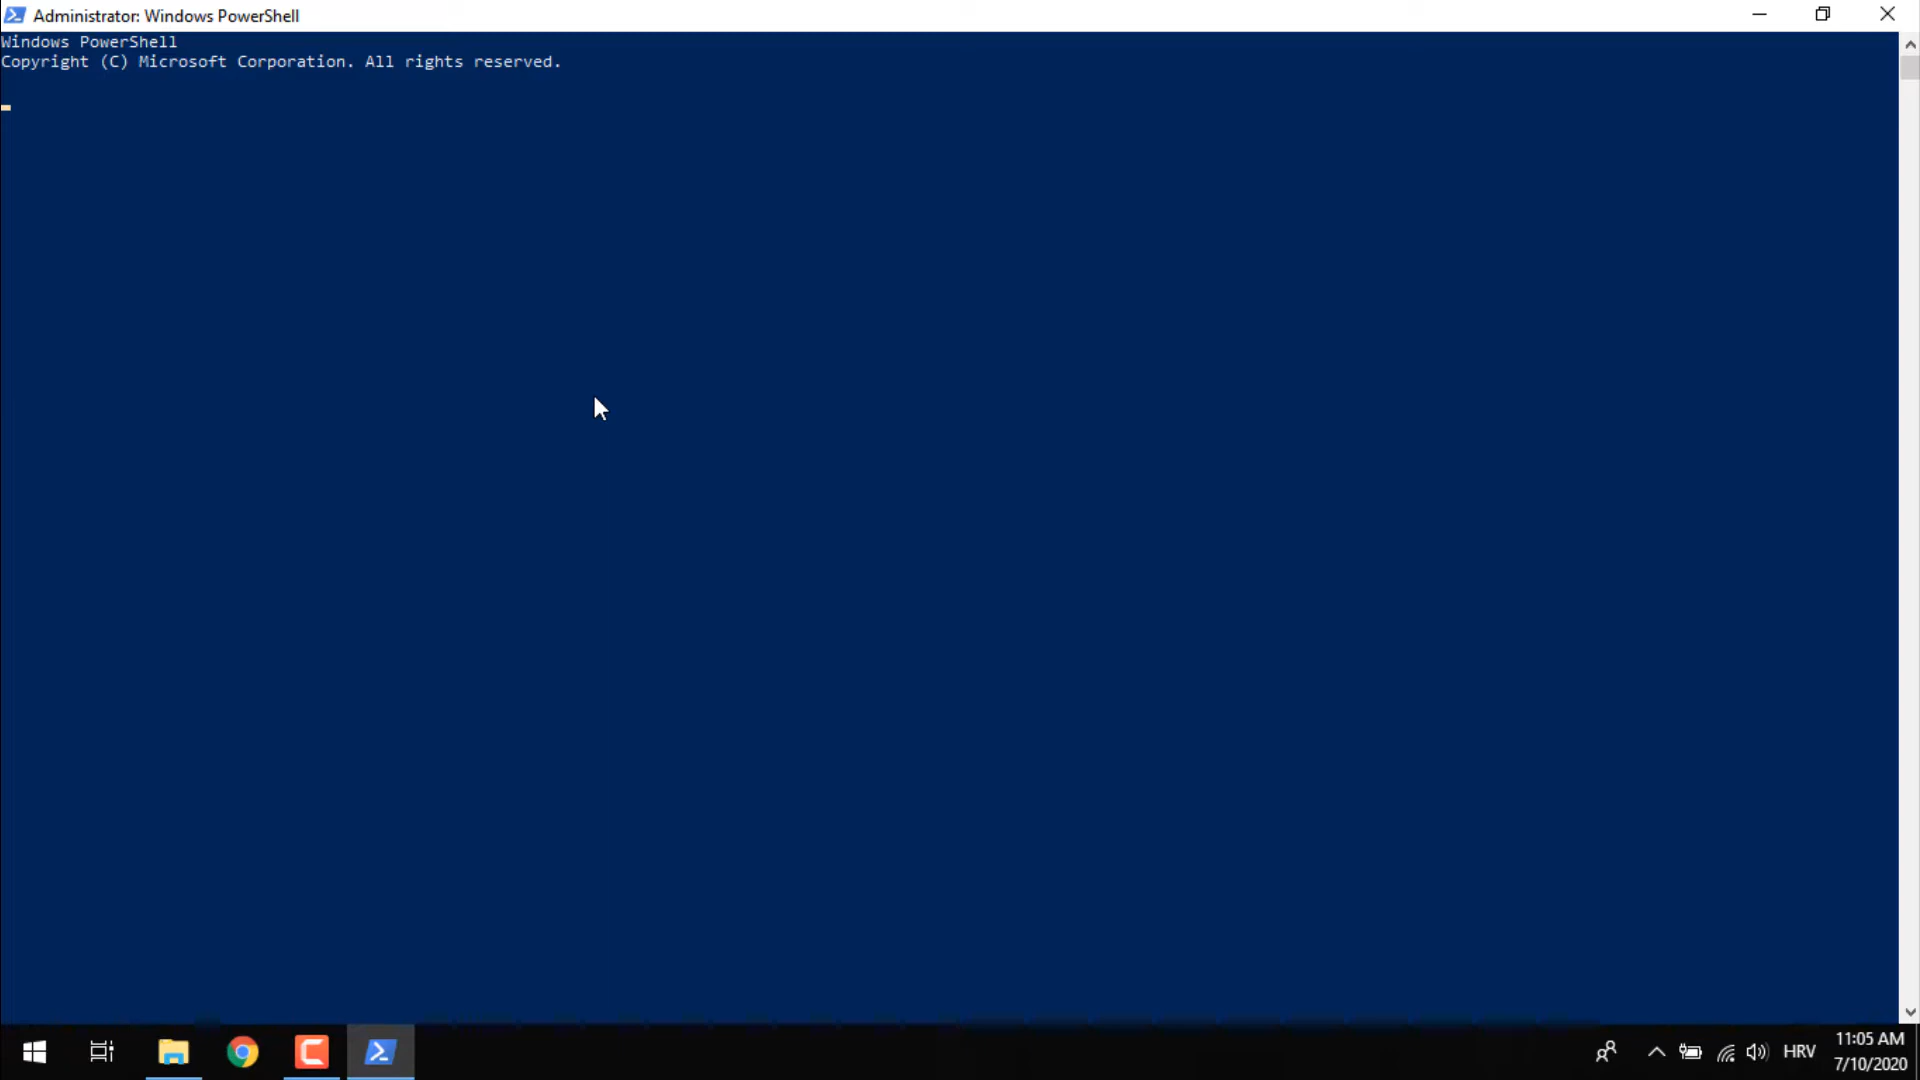 Administrator: Windows PowerShell
Windows PowerShell
Copyright (C) Microsoft Corporation. All rights reserved.
HRV
11:05 AM
7/10/2020